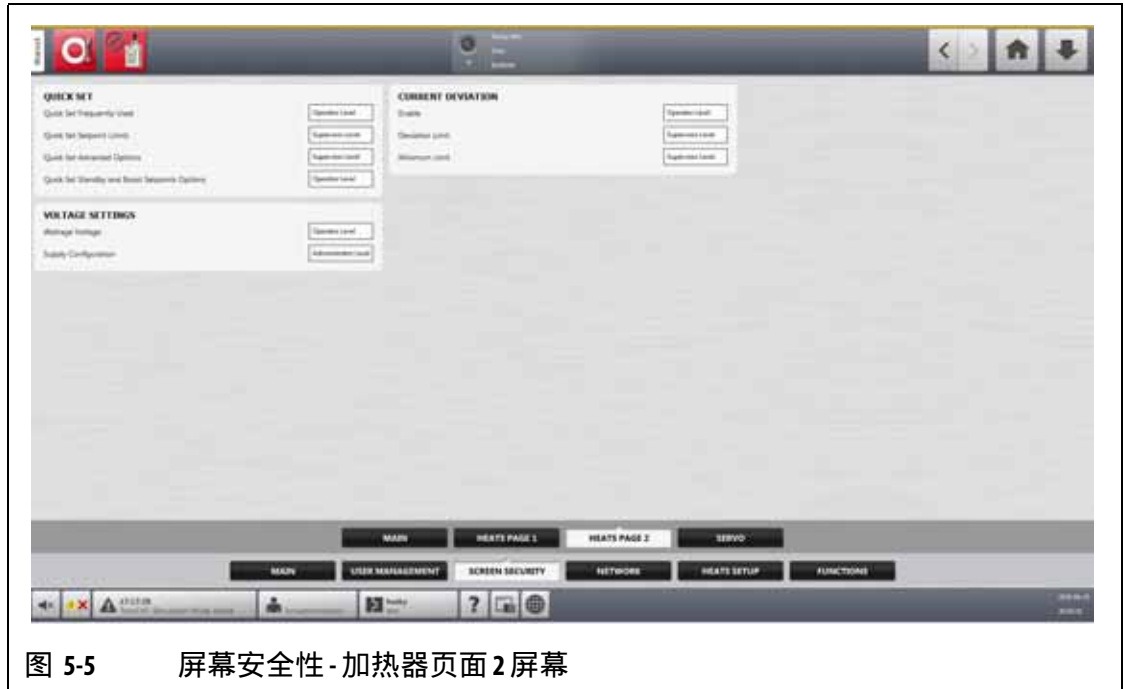 QUICK SET
Quick Set Frequently Used
Operator Level
Quick Set Setpoint Limits
Supervisor Level
Quick Set Advanced Options
Supervisor Level
Quick Set Standby and Boost Setpoints Options
Operator Level
VOLTAGE SETTINGS
Wattage Voltage
Operator Level
Supply Configuration
Administrator Level
CURRENT DEVIATION
Enable
Operator Level
Deviation Limit
Supervisor Level
Minimum Limit
Supervisor Level
MAIN HEATS PAGE 1 HEATS PAGE 2 SERVO
MAIN USER MANAGEMENT SCREEN SECURITY NETWORK HEATS SETUP FUNCTIONS
?
图 5-5 屏幕安全性 - 加热器页面 2 屏幕